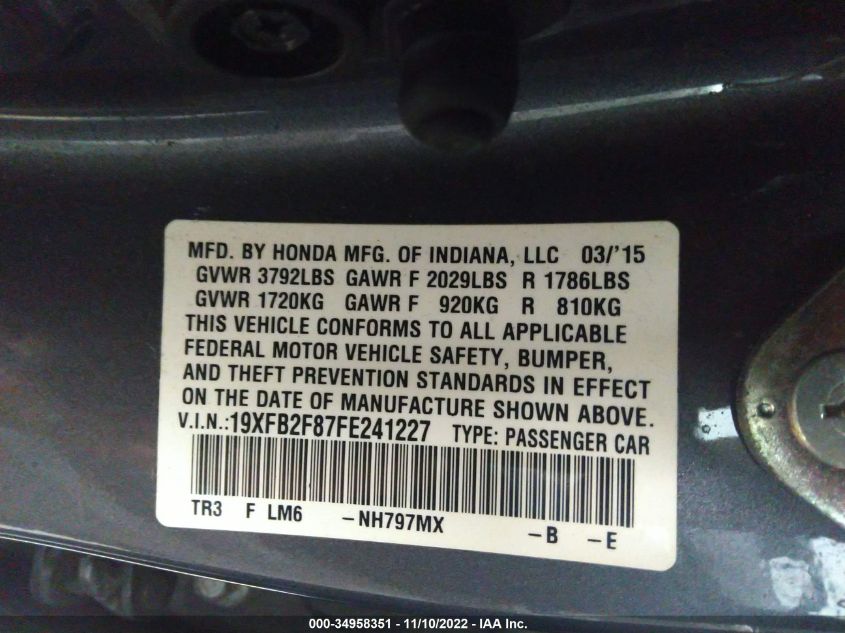 MFD. BY HONDA MFG. OF INDIANA, LLC 03/'15
GVWR 3792LBS GAWR F 2029LBS R 1786LBS
GVWR 1720KG GAWR F 920KG R 810KG
THIS VEHICLE CONFORMS TO ALL APPLICABLE
FEDERAL MOTOR VEHICLE SAFETY, BUMPER,
AND THEFT PREVENTION STANDARDS IN EFFECT
ON THE DATE OF MANUFACTURE SHOWN ABOVE.
V.I.N.:19XFB2F87FE241227 TYPE: PASSENGER CAR
TR3 F LM6 -NH797MX -B -E
000-34958351 - 11/10/2022 - IAA Inc.